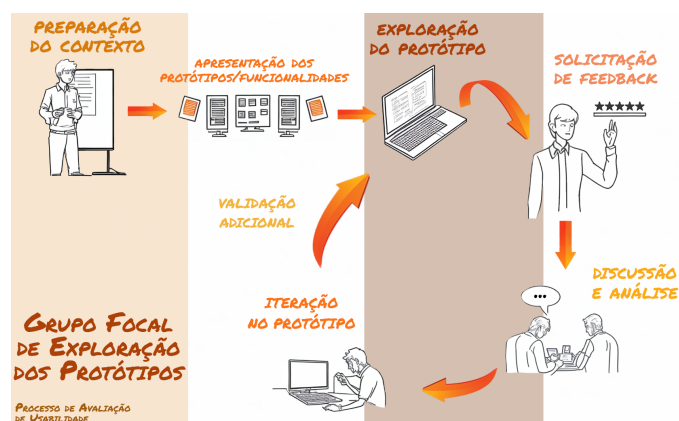 PREPARAÇÃO
DO CONTEXTO
APRESENTAÇÃO DOS
PROTÓTIPOS/FUNCIONALIDADES
EXPLORAÇÃO
DO PROTÓTIPO
SOLICITAÇÃO
DE FEEDBACK
DISCUSSÃO
E ANÁLISE
ITERAÇÃO
NO PROTÓTIPO
VALIDAÇÃO
ADICIONAL
GRUPO FOCAL
DE EXPLORAÇÃO
DOS PROTÓTIPOS
PROCESSO DE AVALIAÇÃO
DE USABILIDADE